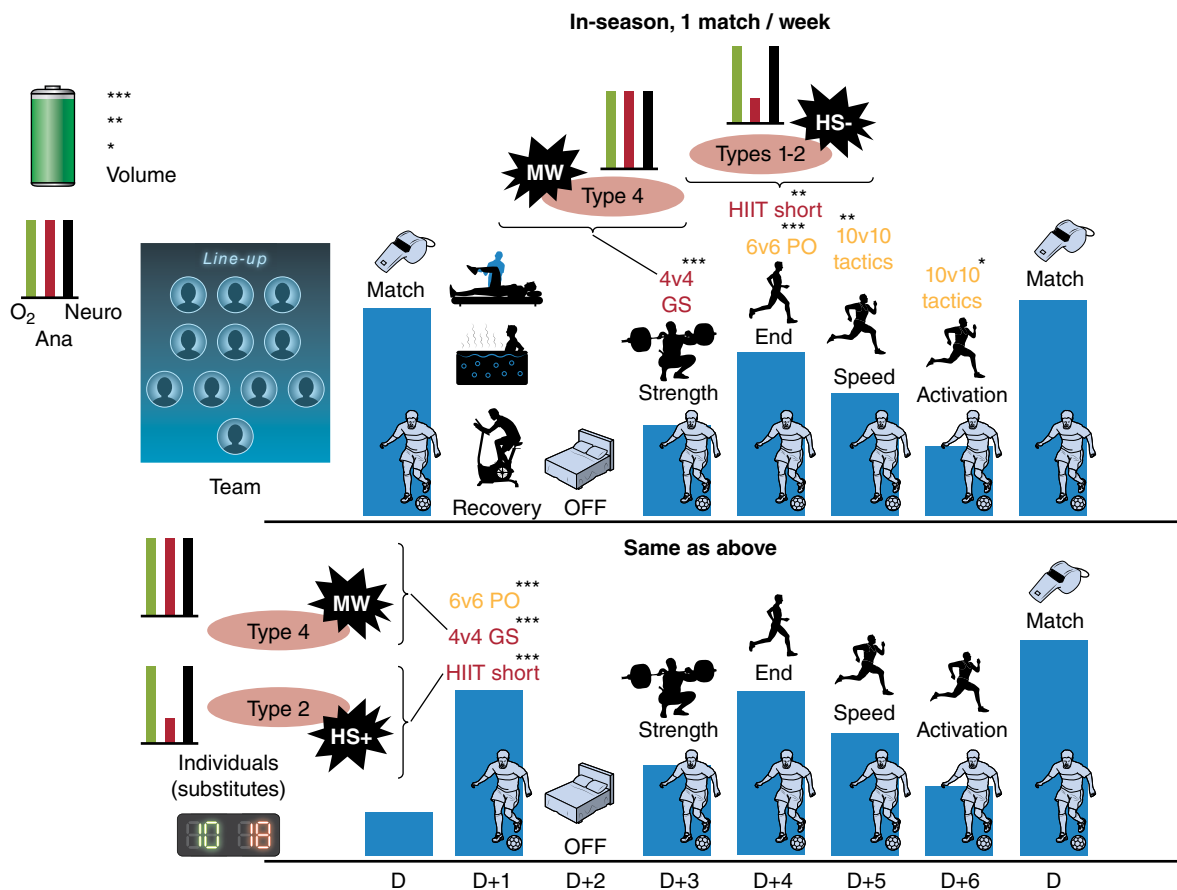 In-season, 1 match / week
***
**
*
Volume
O2 Neuro
Ana
Line-up
Team
MW
Type 4
HS-
Types 1-2
Match
Recovery
OFF
4v4***
GS
Strength
**
HIIT short
***
6v6 PO
End
**
10v10
tactics
Speed
10v10*
tactics
Activation
Match
Same as above
MW
Type 4
Type 2
HS+
Individuals
(substitutes)
10 18
6v6 PO***
4v4 GS***
HIIT short***
OFF
Strength
End
Speed
Activation
Match
D D+1 D+2 D+3 D+4 D+5 D+6 D